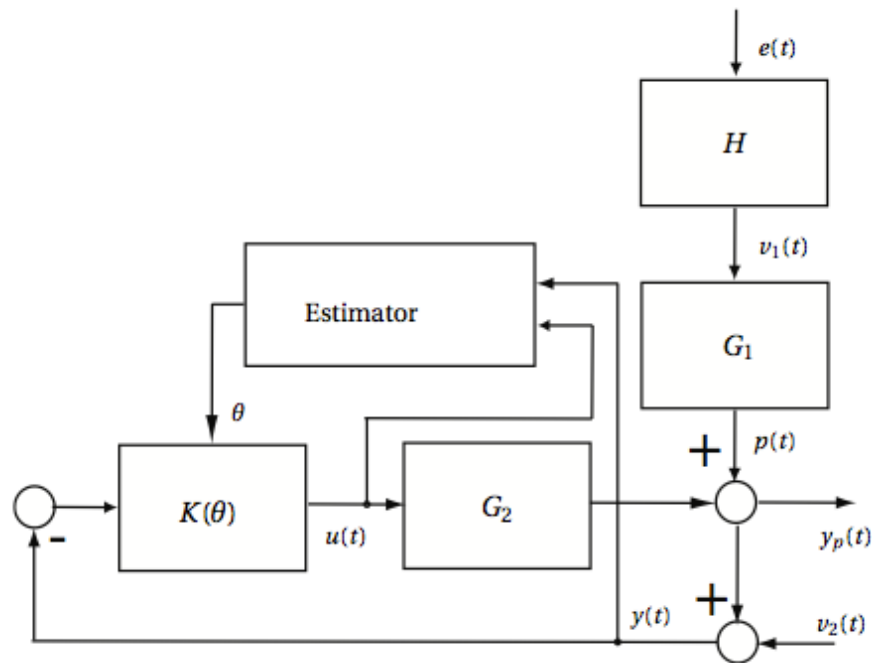 e(t)
H
v₁(t)
Estimator
G₁
θ
+
p(t)
K(θ)
G₂
-
u(t)
yₚ(t)
+
y(t)
v₂(t)